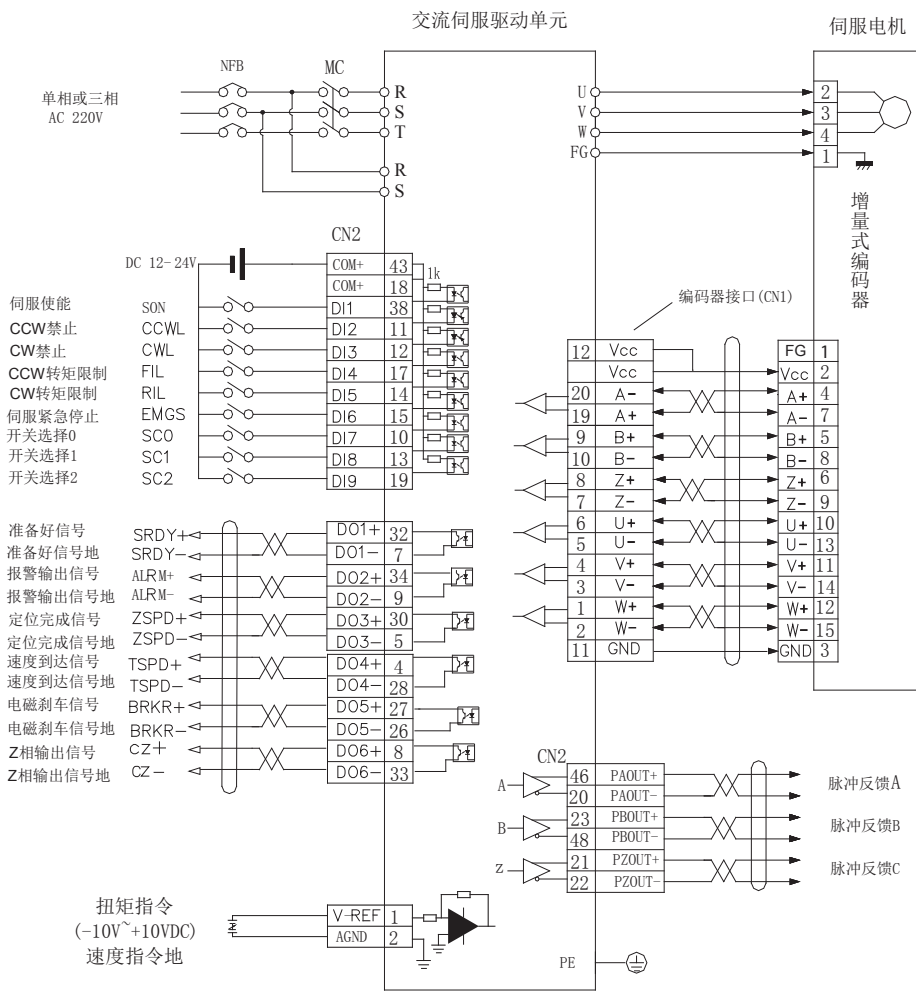 交流伺服驱动单元
伺服电机
NFB MC
单相或三相
AC 220V
R
S
T
R
S
U
V
W
FG
2
3
4
1
增量式编码器
CN2
DC 12-24V COM+ 43
COM+ 18
1k
伺服使能 SON DI1 38
CCW禁止 CCWL DI2 11
CW禁止 CWL DI3 12
CCW转矩限制 FIL DI4 17
CW转矩限制 RIL DI5 14
伺服紧急停止 EMGS DI6 15
开关选择0 SC0 DI7 10
开关选择1 SC1 DI8 13
开关选择2 SC2 DI9 19
编码器接口(CN1)
12 Vcc FG 1
Vcc Vcc 2
20 A- A+ 4
19 A+ A- 7
9 B+ B+ 5
10 B- B- 8
8 Z+ Z+ 6
7 Z- Z- 9
6 U+ U+ 10
5 U- U- 13
4 V+ V+ 11
3 V- V- 14
1 W+ W+ 12
2 W- W- 15
11 GND GND 3
准备好信号 SRDY+ DO1+ 32
准备好信号地 SRDY- DO1- 7
报警输出信号 ALRM+ DO2+ 34
报警输出信号地 ALRM- DO2- 9
定位完成信号 ZSPD+ DO3+ 30
定位完成信号地 ZSPD- DO3- 5
速度到达信号 TSPD+ DO4+ 4
速度到达信号地 TSPD- DO4- 28
电磁刹车信号 BRKR+ DO5+ 27
电磁刹车信号地 BRKR- DO5- 26
Z相输出信号 CZ+ DO6+ 8
Z相输出信号地 CZ- DO6- 33
CN2
A 46 PAOUT+ 脉冲反馈A
20 PAOUT-
B 23 PBOUT+ 脉冲反馈B
48 PBOUT-
Z 21 PZOUT+ 脉冲反馈C
22 PZOUT-
扭矩指令
(-10V~+10VDC)
速度指令地
V-REF 1
AGND 2
PE